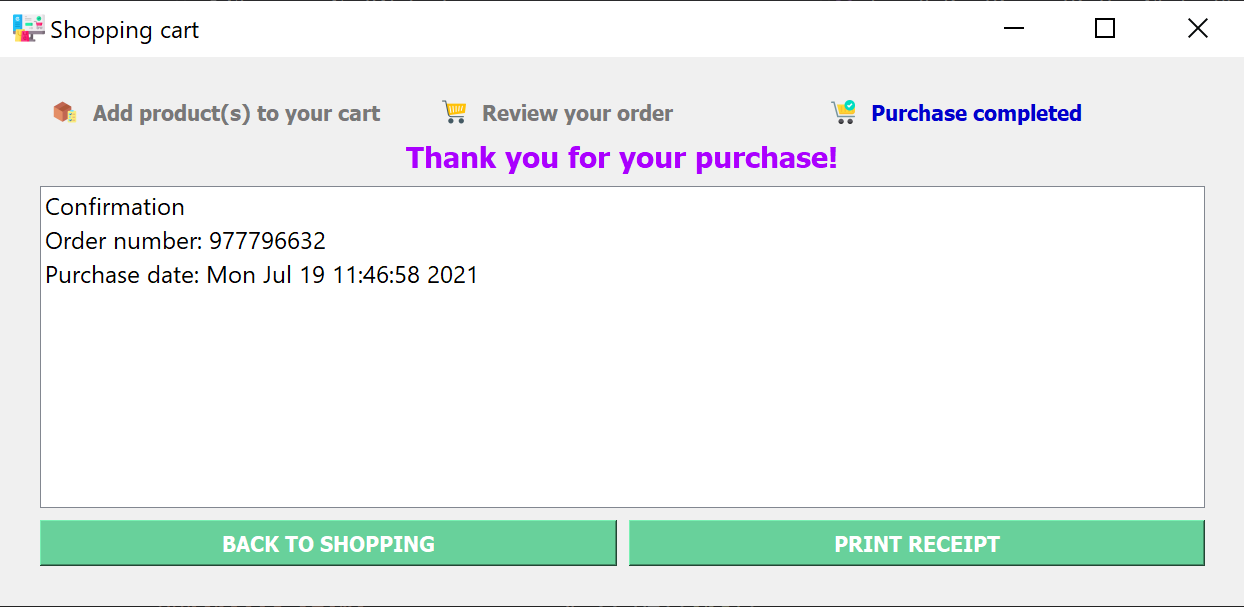 Shopping cart
Add product(s) to your cart
Review your order
Purchase completed
Thank you for your purchase!
Confirmation
Order number: 977796632
Purchase date: Mon Jul 19 11:46:58 2021
BACK TO SHOPPING
PRINT RECEIPT